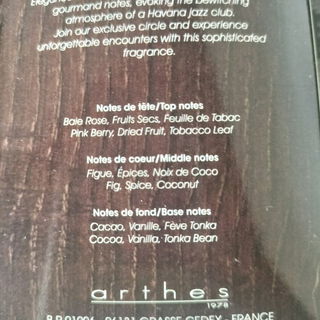 gourmand notes, evoking the bewitching
atmosphere of a Havana jazz club.
Join our exclusive circle and experience
unforgettable encounters with this sophisticated
fragrance.
Notes de tête/Top notes
Baie Rose, Fruits Secs, Feuille de Tabac
Pink Berry, Dried Fruit, Tobacco Leaf
Notes de coeur/Middle notes
Figue, Épices, Noix de Coco
Fig, Spice, Coconut
Notes de fond/Base notes
Cacao, Vanille, Fève Tonka
Cocoa, Vanilla, Tonka Bean
arthes
1978
GRASSE CEDEX - FRANCE